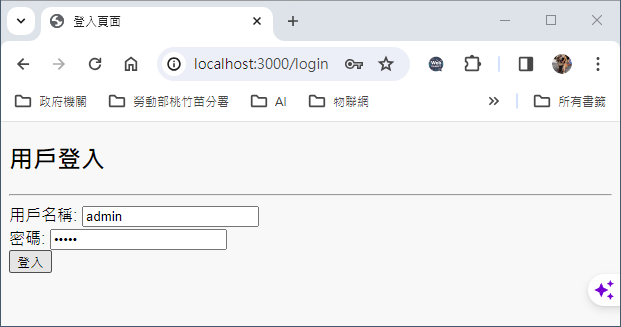 登入頁面
localhost:3000/login
Web
政府機關 勞動部桃竹苗分署 AI 物聯網 所有書籤
用戶登入
用戶名稱: admin
密碼: •••••
登入